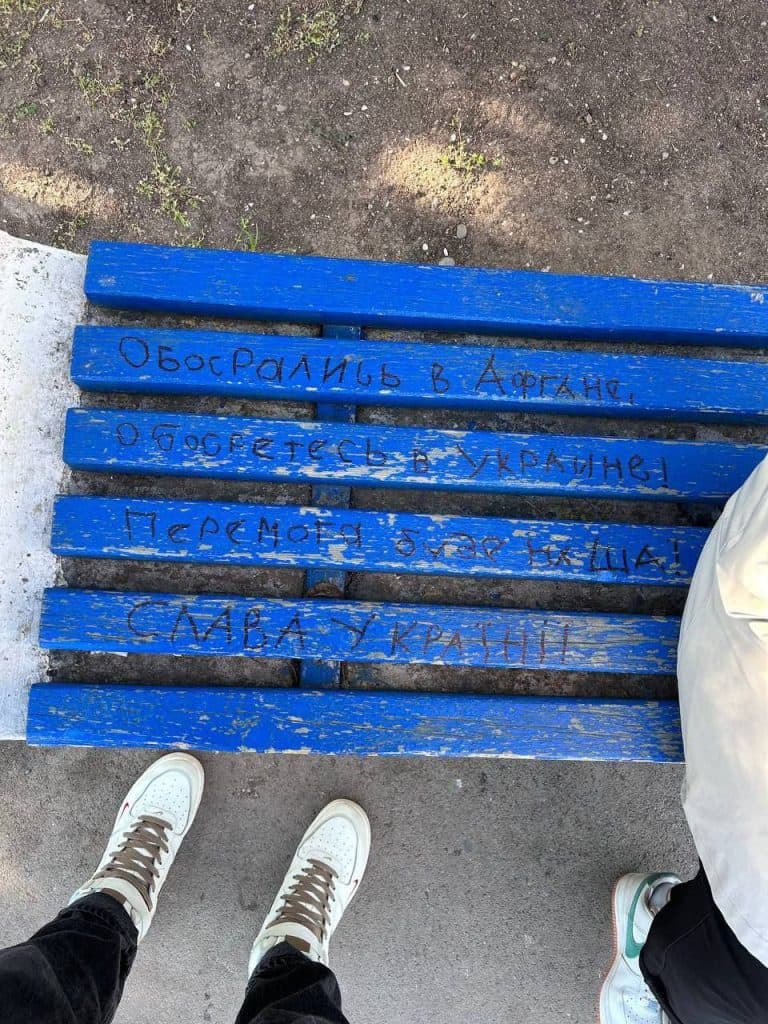 Обосрались в Афгане,
обосретесь в Украине!
Перемога буде наша!
СЛАВА УКРАЇНІ!